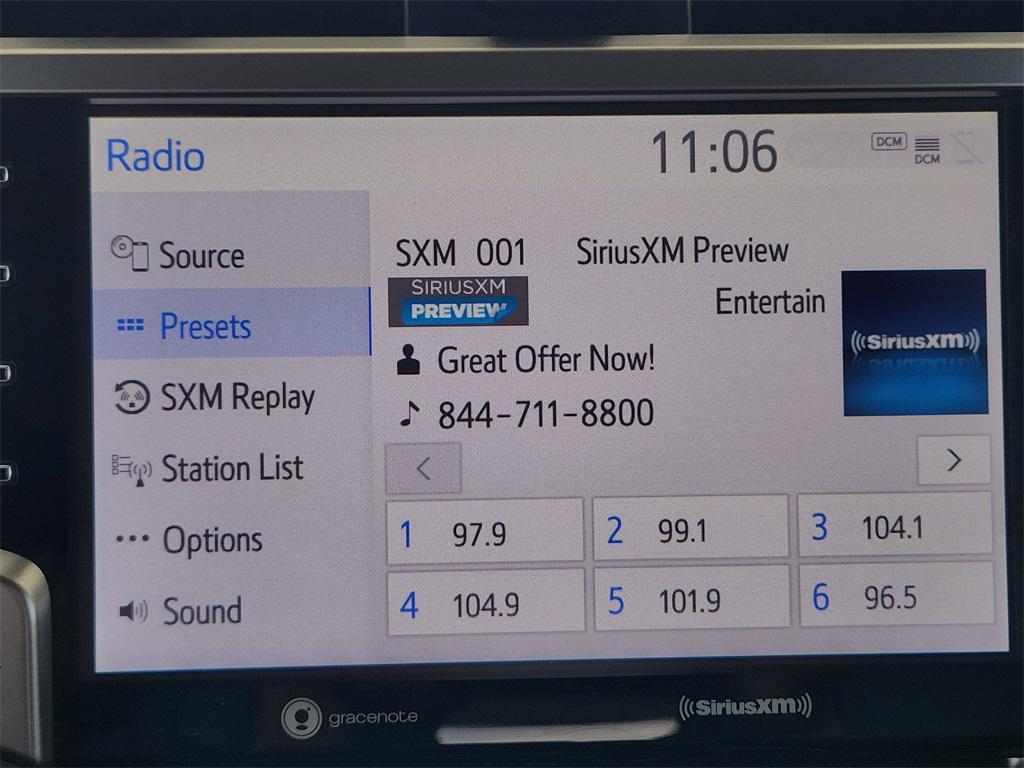 Radio
11:06
DCM
DCM
Source
Presets
SXM Replay
Station List
Options
Sound
SXM 001 SiriusXM Preview
SIRIUSXM
PREVIEW
Entertain
Great Offer Now!
844-711-8800
((SiriusXM))
<
>
1 97.9
2 99.1
3 104.1
4 104.9
5 101.9
6 96.5
gracenote
((SiriusXM))